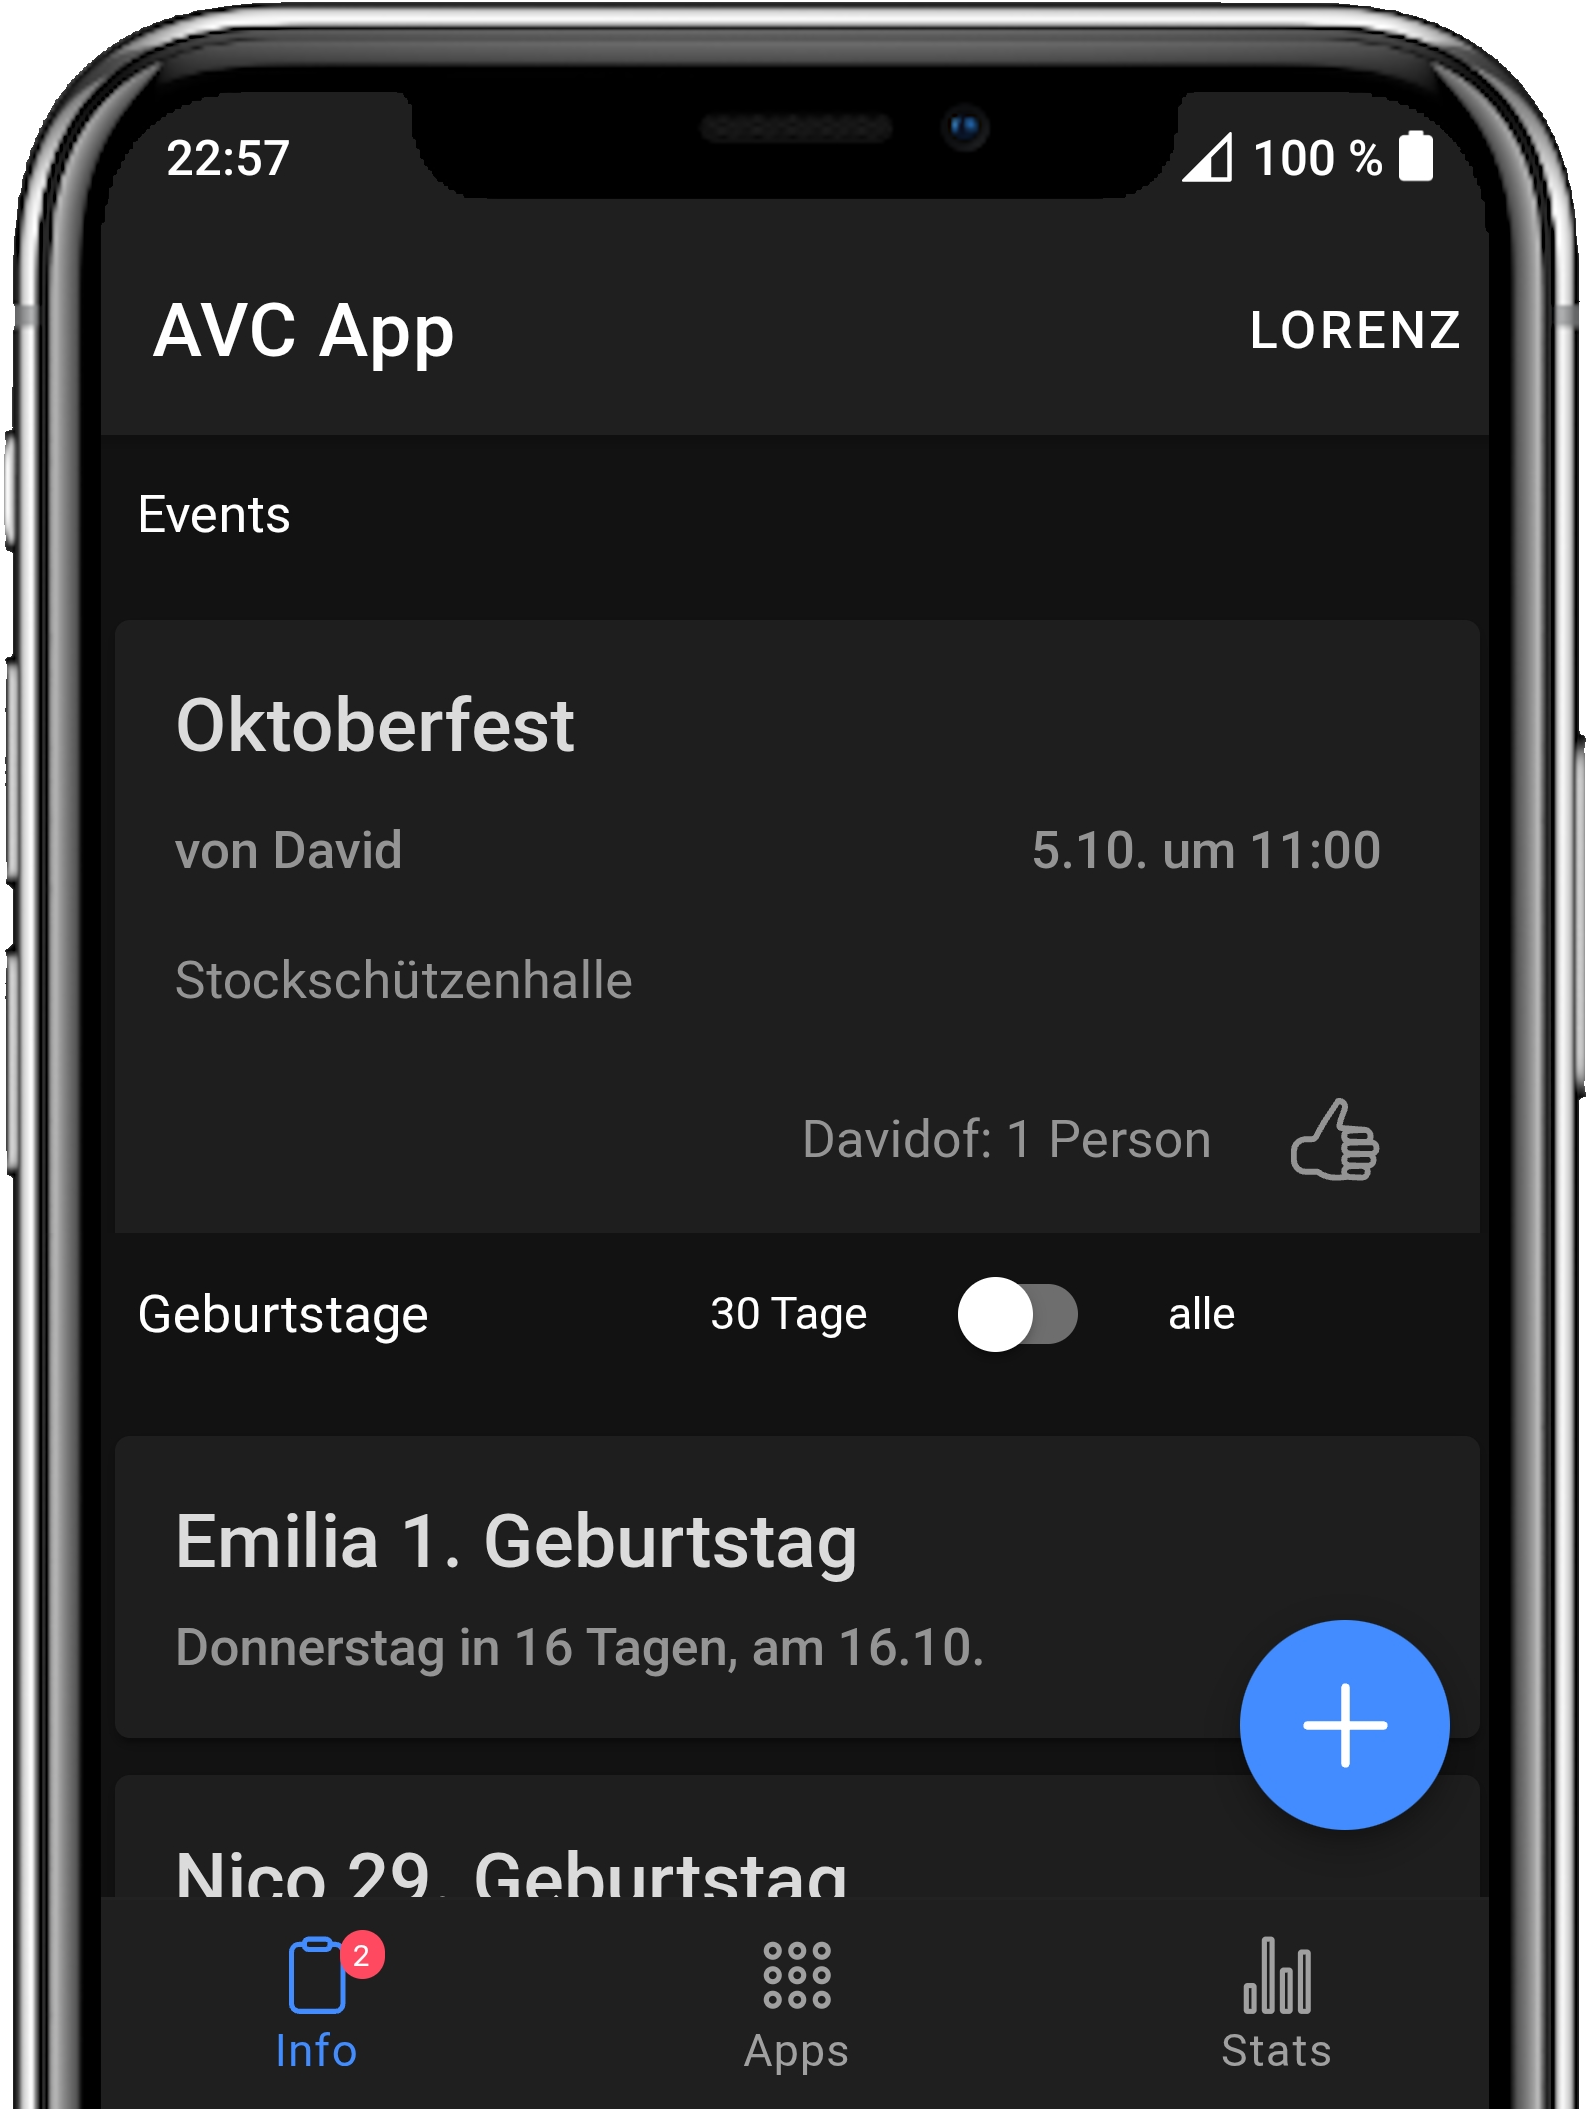 22:57 100 %
AVC App LORENZ
Events
Oktoberfest
von David 5.10. um 11:00
Stockschützenhalle
Davidof: 1 Person
Geburtstage 30 Tage alle
Emilia 1. Geburtstag
Donnerstag in 16 Tagen, am 16.10.
Nico 29. Geburtstag
2
Info Apps Stats